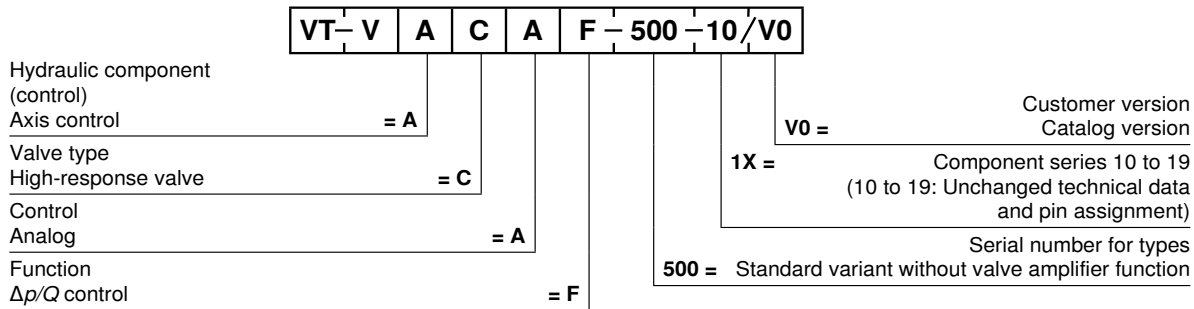 VT-V A C A F-500-10/V0
Hydraulic component
(control)
Axis control = A
Valve type
High-response valve = C
Control
Analog = A
Function
Δp/Q control = F
Customer version
V0 = Catalog version
1X = Component series 10 to 19
(10 to 19: Unchanged technical data
and pin assignment)
Serial number for types
500 = Standard variant without valve amplifier function